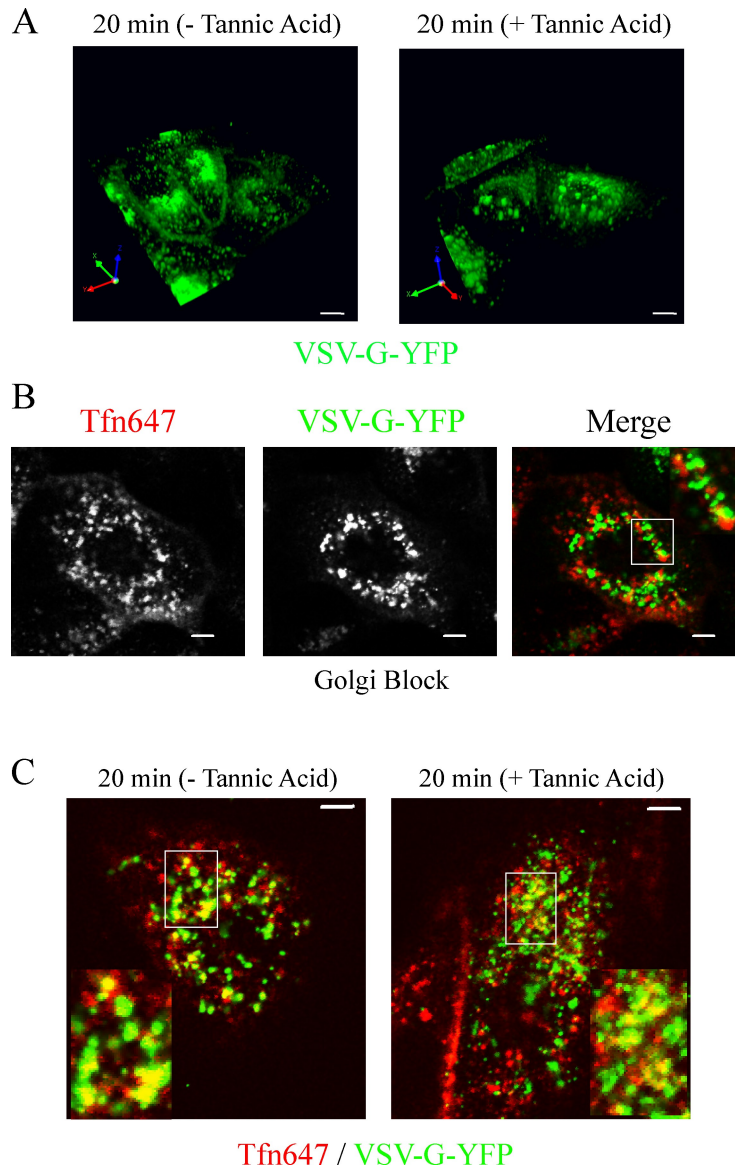 A
20 min (- Tannic Acid)
20 min (+ Tannic Acid)
X
Z
Y
X
Z
Y
VSV-G-YFP
B
Tfn647
VSV-G-YFP
Merge
Golgi Block
C
20 min (- Tannic Acid)
20 min (+ Tannic Acid)
Tfn647 / VSV-G-YFP